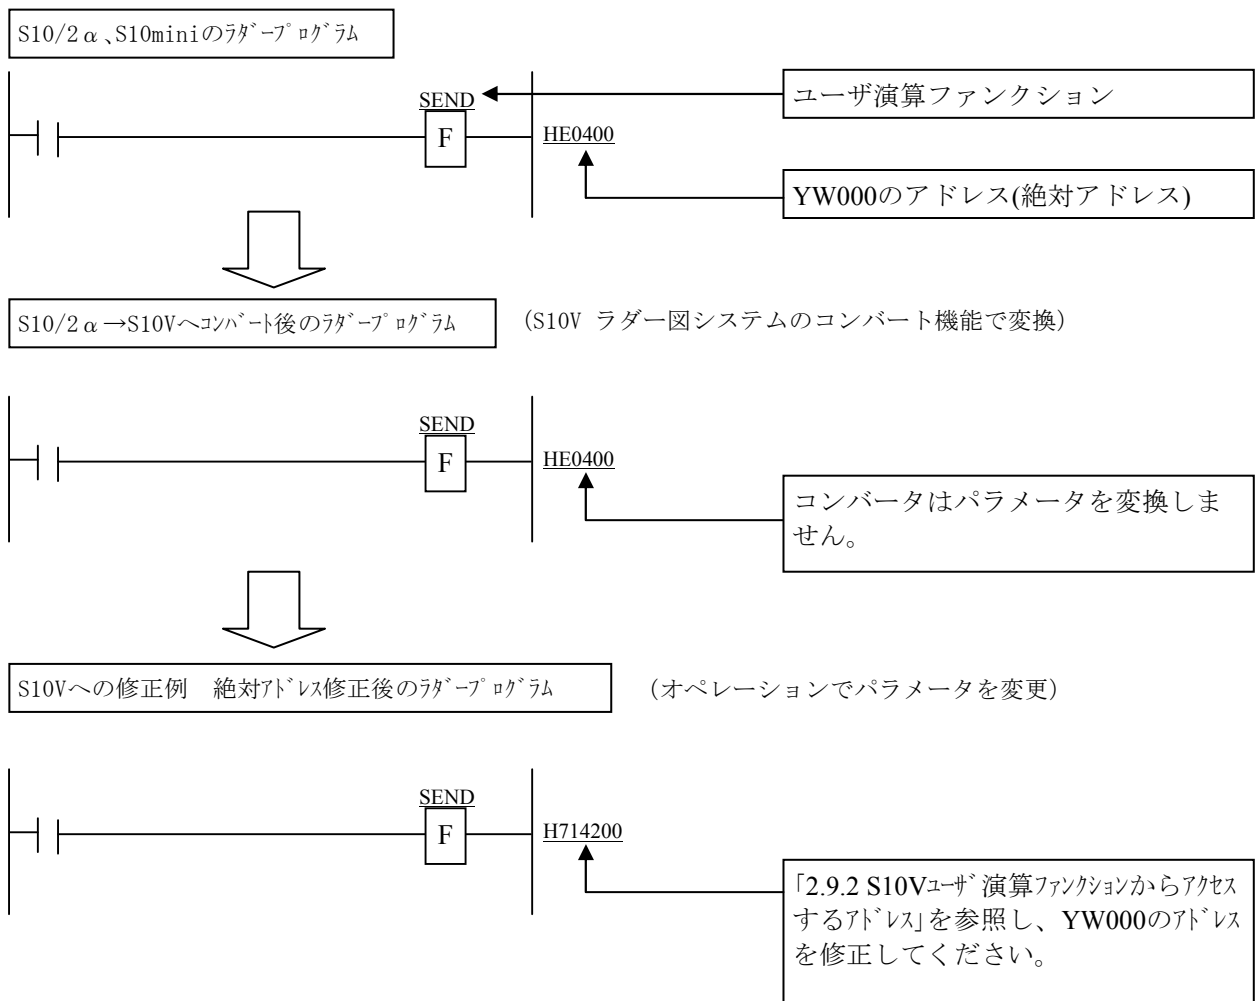 S10/2α、S10miniのﾗﾀﾞｰﾌﾟﾛｸﾞﾗﾑ
SEND
ユーザ演算ファンクション
F
HE0400
YW000のアドレス(絶対アドレス)
S10/2α→S10Vへｺﾝﾊﾞｰﾄ後のﾗﾀﾞｰﾌﾟﾛｸﾞﾗﾑ
（S10V ラダー図システムのコンバート機能で変換）
SEND
F
HE0400
コンバータはパラメータを変換しま
せん。
S10Vへの修正例　絶対ｱﾄﾞﾚｽ修正後のﾗﾀﾞｰﾌﾟﾛｸﾞﾗﾑ
（オペレーションでパラメータを変更）
SEND
F
H714200
「2.9.2 S10Vﾕｰｻﾞ演算ﾌｧﾝｸｼｮﾝからｱｸｾｽ
するｱﾄﾞﾚｽ」を参照し、YW000のｱﾄﾞﾚｽ
を修正してください。